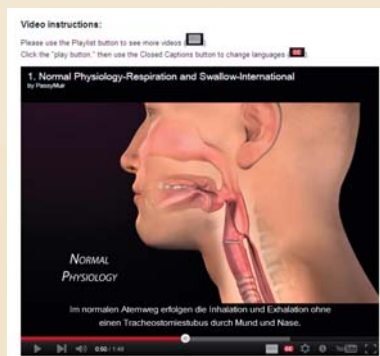 Video instructions:
Please use the Playlist button to see more videos ( ).
Click the "play button," then use the Closed Captions button to change languages ( ).
1. Normal Physiology-Respiration and Swallow-International
by PassyMuir
NORMAL
PHYSIOLOGY
Im normalen Atemweg erfolgen die Inhalation und Exhalation ohne
einen Tracheostomiestubus durch Mund und Nase.
0:50 / 1:48
YouTube